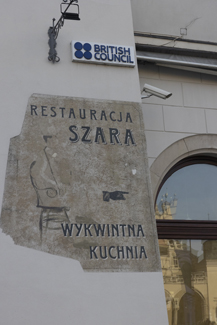 BRITISH
COUNCIL
RESTAURACJA
SZARA
WYKWINTNA
KUCHNIA